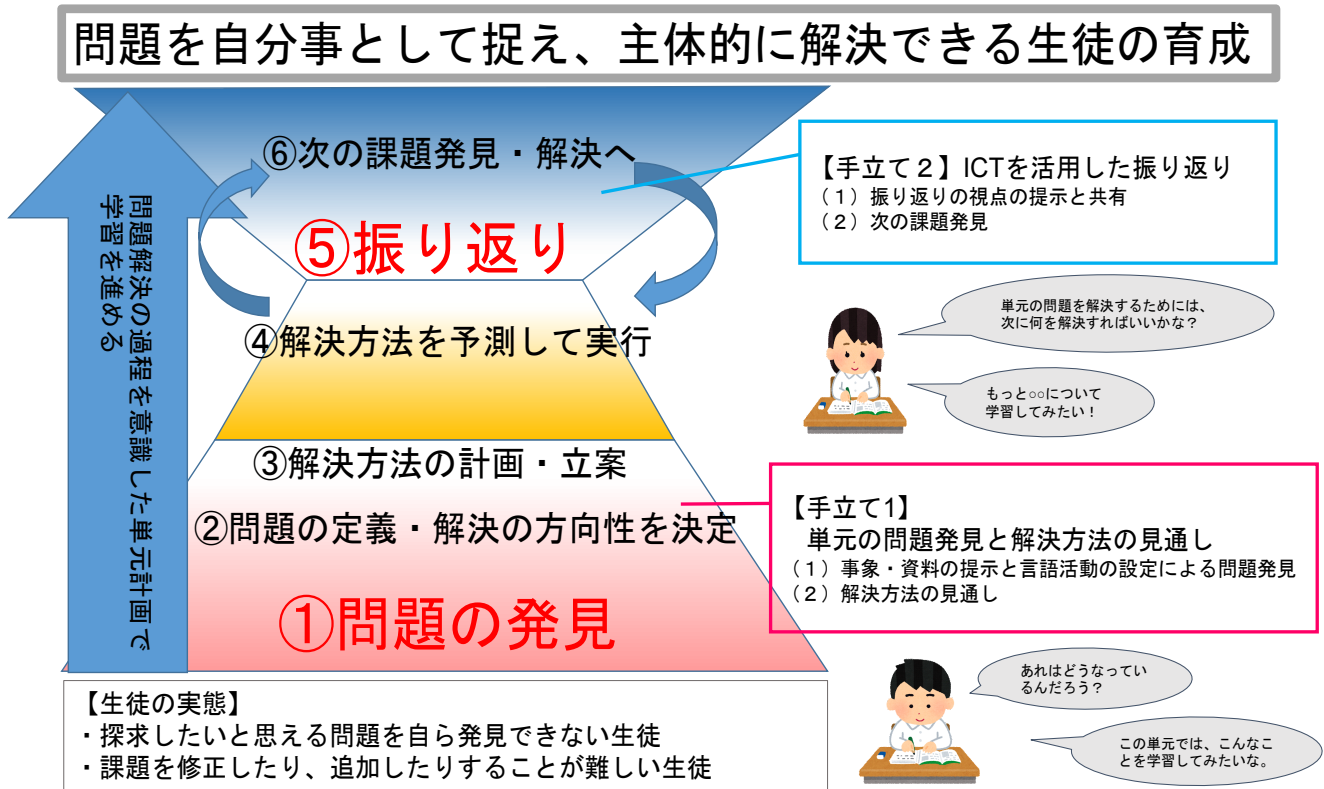 問題を自分事として捉え、主体的に解決できる生徒の育成
⑥次の課題発見・解決へ
⑤振り返り
④解決方法を予測して実行
③解決方法の計画・立案
②問題の定義・解決の方向性を決定
①問題の発見
問題解決の過程を意識した単元計画で
学習を進める
【手立て２】ICTを活用した振り返り
（１）振り返りの視点の提示と共有
（２）次の課題発見
単元の問題を解決するためには、
次に何を解決すればいいかな？
もっと○○について
学習してみたい！
【手立て1】
単元の問題発見と解決方法の見通し
（１）事象・資料の提示と言語活動の設定による問題発見
（２）解決方法の見通し
あれはどうなってい
るんだろう？
この単元では、こんなこ
とを学習してみたいな。
【生徒の実態】
・探求したいと思える問題を自ら発見できない生徒
・課題を修正したり、追加したりすることが難しい生徒